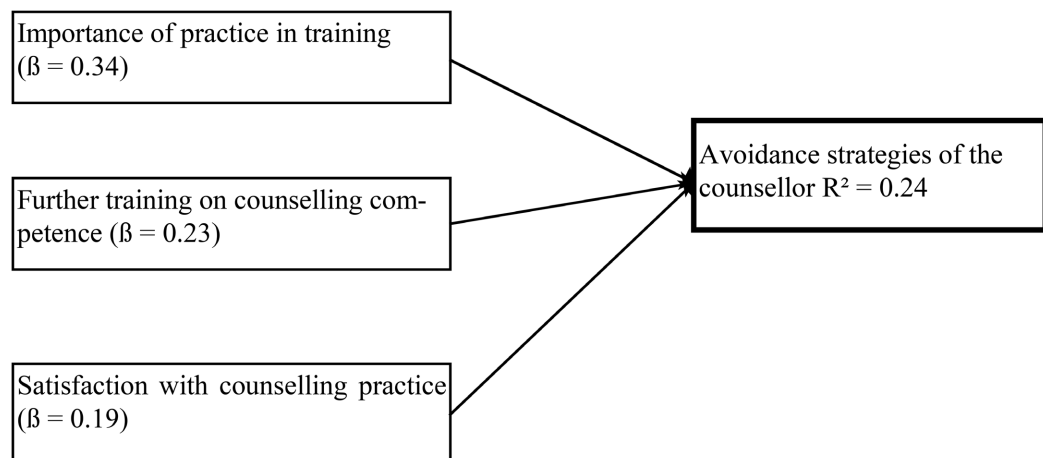 Importance of practice in training
(ß = 0.34)
Further training on counselling com-
petence (ß = 0.23)
Satisfaction with counselling practice
(ß = 0.19)
Avoidance strategies of the
counsellor R² = 0.24